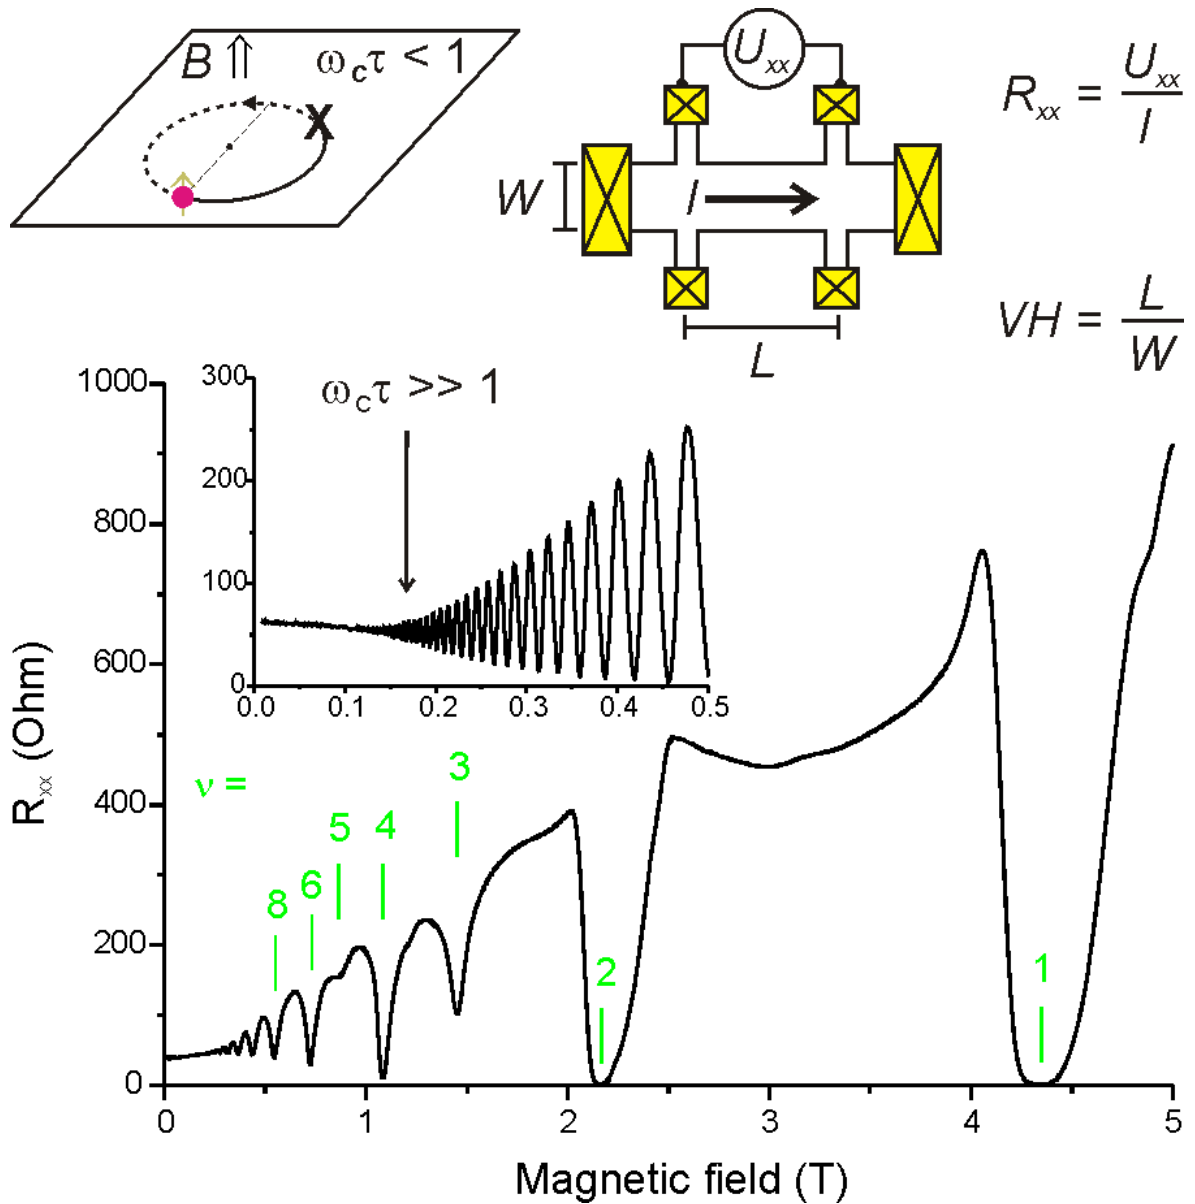 B ⇑ ω_c τ < 1
X
U_xx
W
I
L
R_xx = U_xx / I
VH = L / W
ω_c τ >> 1
300
200
100
0
0.0 0.1 0.2 0.3 0.4 0.5
1000
800
600
400
200
0
R_xx (Ohm)
ν =
8 6 5 4 3 2 1
0 1 2 3 4 5
Magnetic field (T)